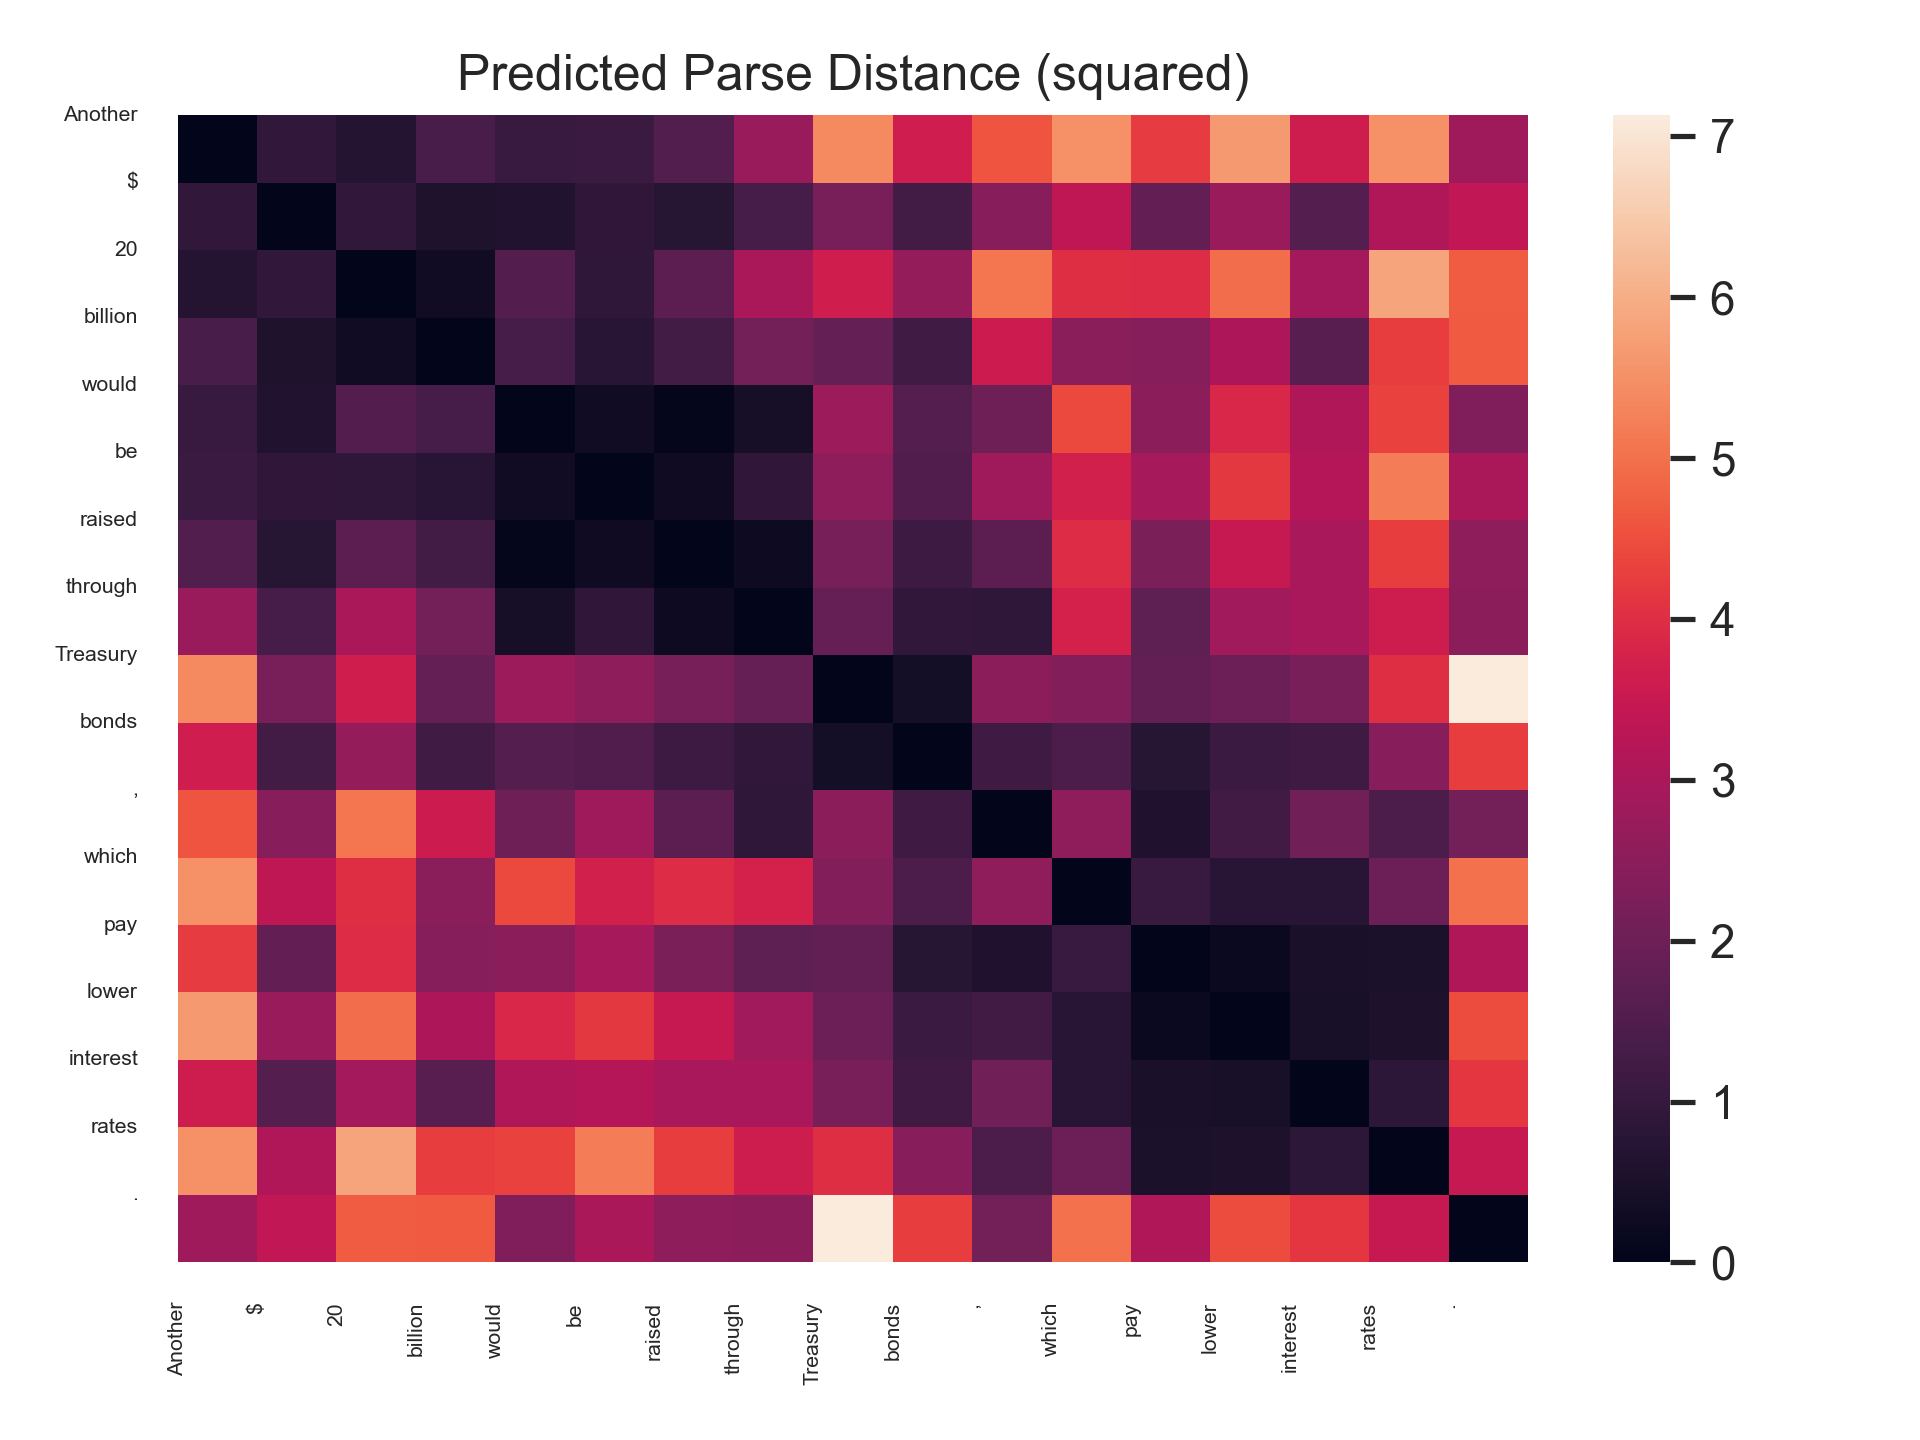 Predicted Parse Distance (squared)
Another
$
20
billion
would
be
raised
through
Treasury
bonds
,
which
pay
lower
interest
rates
.
7
6
5
4
3
2
1
0
Another
$
20
billion
would
be
raised
through
Treasury
bonds
,
which
pay
lower
interest
rates
.